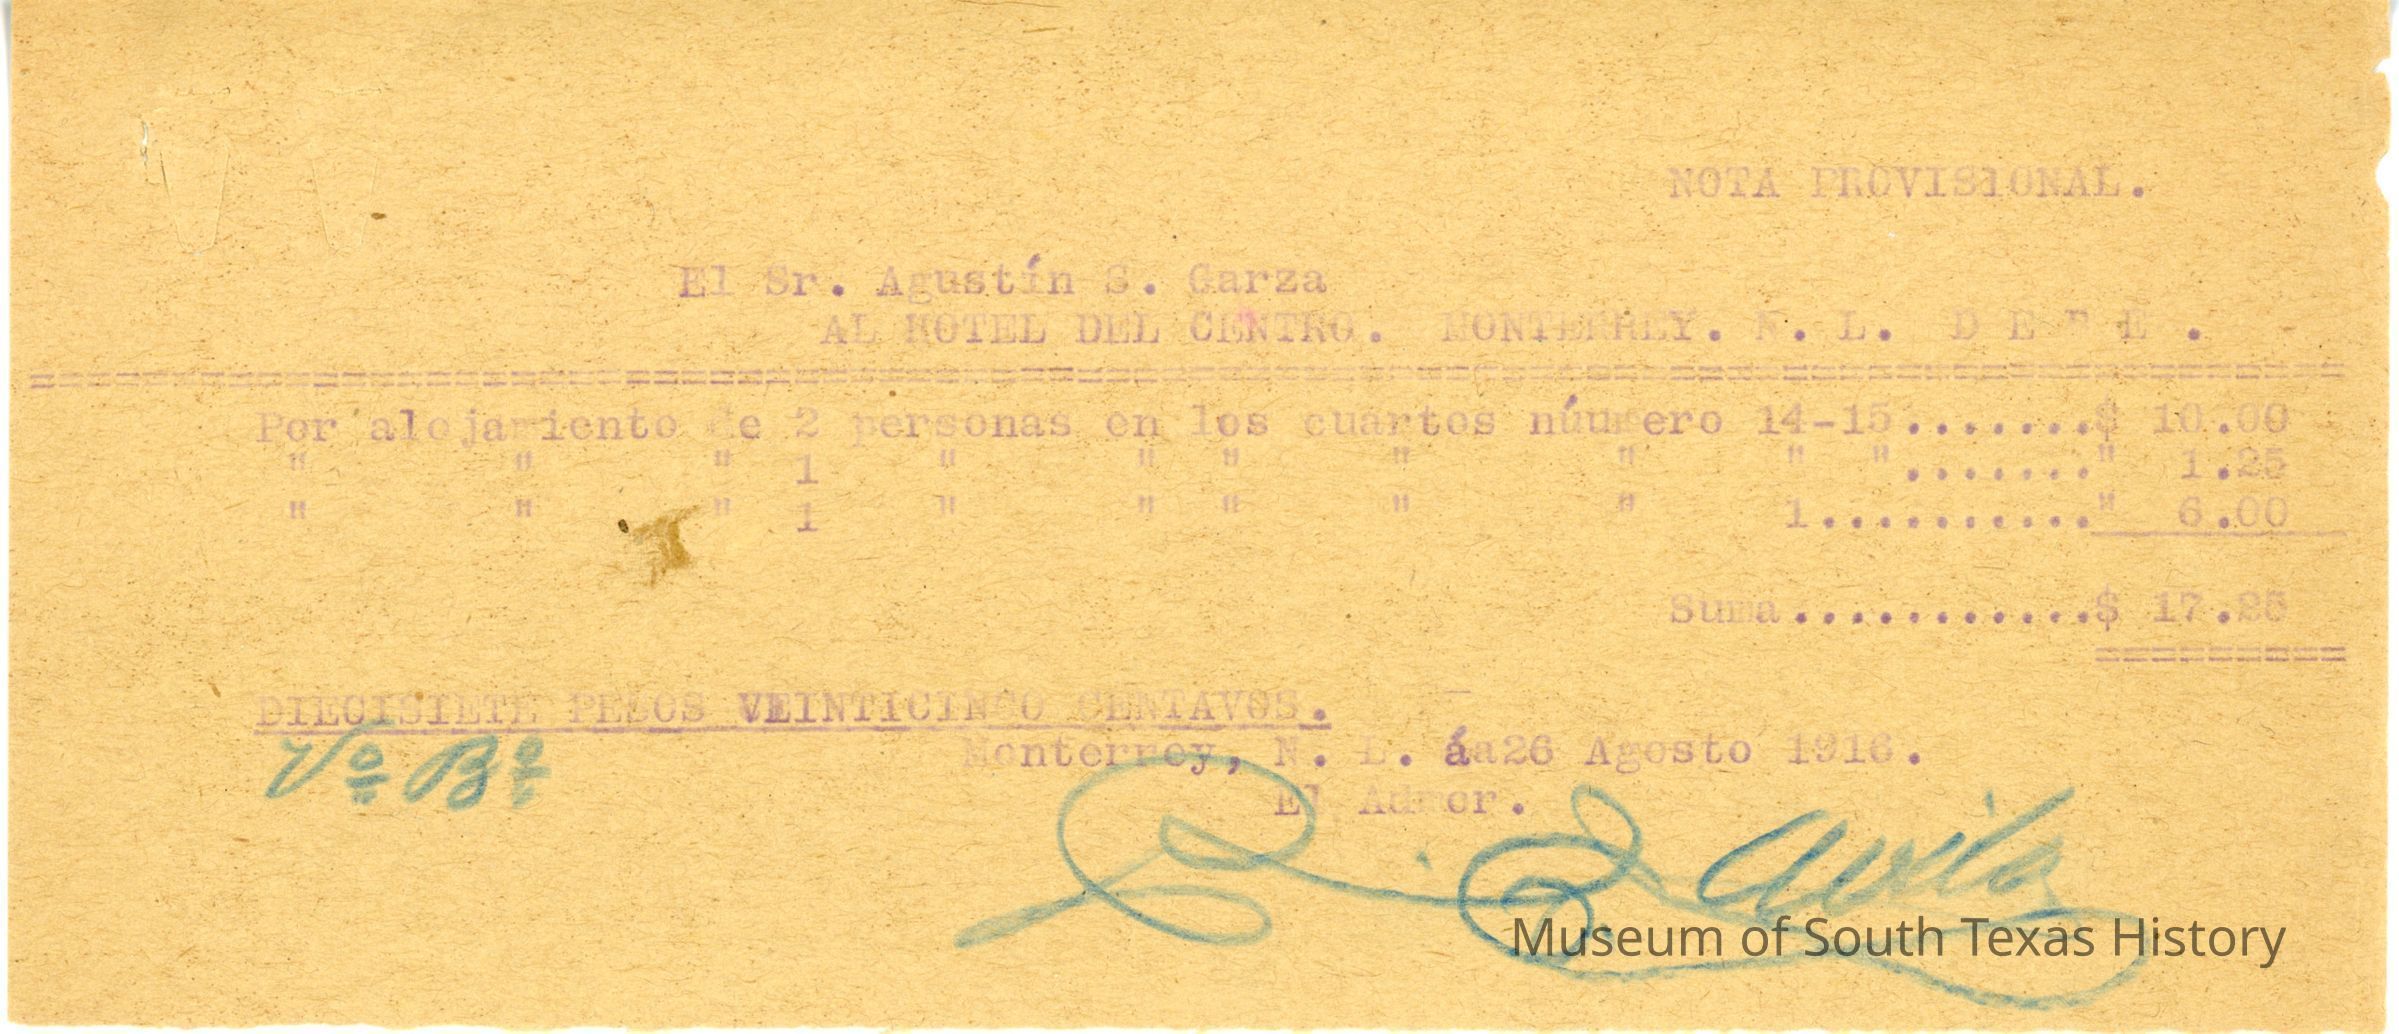 NOTA PROVISIONAL.
El Sr. Agustín S. Garza
AL HOTEL DEL CENTRO. MONTERREY. N. L. D E B E .
================================================
Por alojamiento de 2 personas en los cuartos número 14-15.......$ 10.00
" " " 1 " " " " " " "........" 1.25
" " " 1 " " " " " 1.........." 6.00
Suma...........$ 17.25
=========
DIECISIETE PESOS VEINTICINCO CENTAVOS.
Vº Bº
Monterrey, N. L. áa26 Agosto 1916.
El Admor.
Avila
Museum of South Texas History